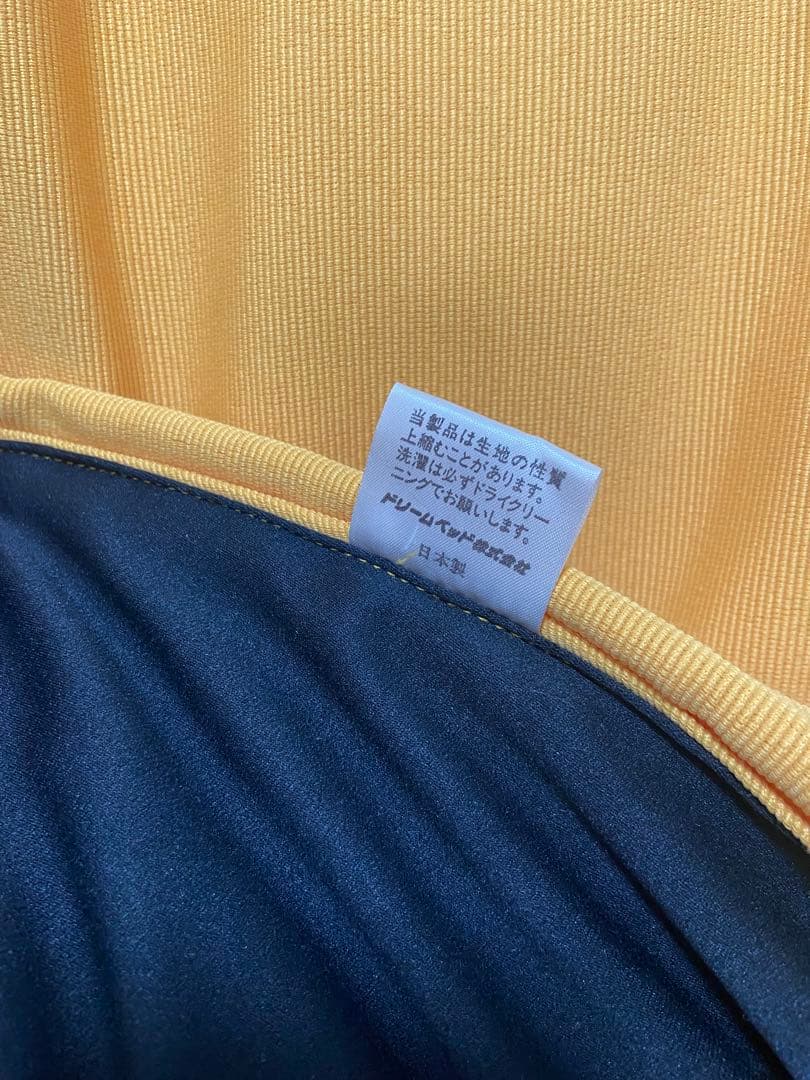 当製品は生地の性質
上縮むことがあります。
洗濯は必ずドライクリー
ニングでお願いします。
ドリームベッド株式会社
日本製